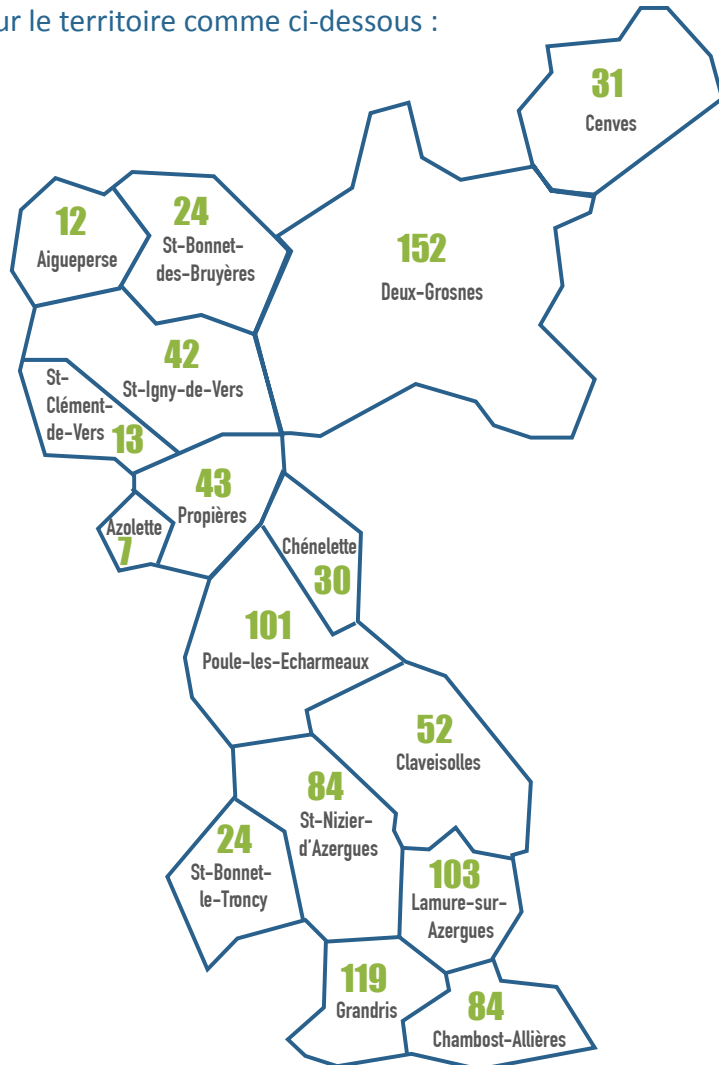 ur le territoire comme ci-dessous :
31
Cenves
12
Aigueperse
24
St-Bonnet-
des-Bruyères
152
Deux-Grosnes
42
St-Igny-de-Vers
St-
Clément-
de-Vers
13
43
Propières
Azolette
7
Chénelette
30
101
Poule-les-Echarmeaux
52
Claveisolles
84
St-Nizier-
d'Azergues
24
St-Bonnet-
le-Troncy
103
Lamure-sur-
Azergues
119
Grandris
84
Chambost-Allières